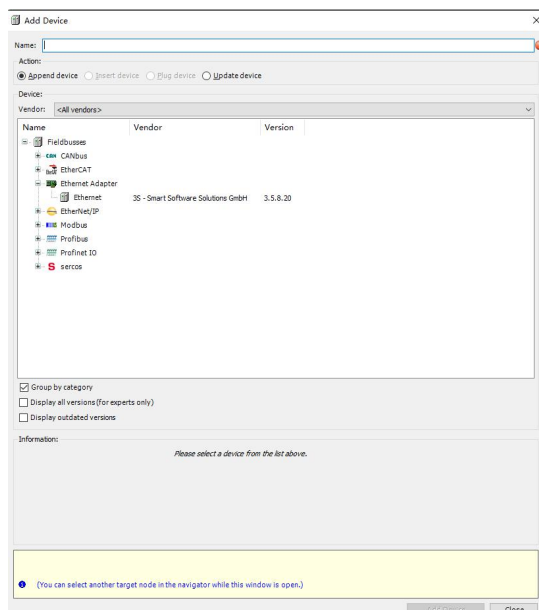 Add Device
Name:
Action:
Append device Insert device Plug device Update device
Device:
Vendor: <All vendors>
Name Vendor Version
Fieldbusses
CAN CANbus
EtherCAT
Ethernet Adapter
Ethernet 3S - Smart Software Solutions GmbH 3.5.8.20
EtherNet/IP
Modbus
Profibus
Profinet IO
S sercos
Group by category
Display all versions (for experts only)
Display outdated versions
Information:
Please select a device from the list above.
(You can select another target node in the navigator while this window is open.)
Add Device Close